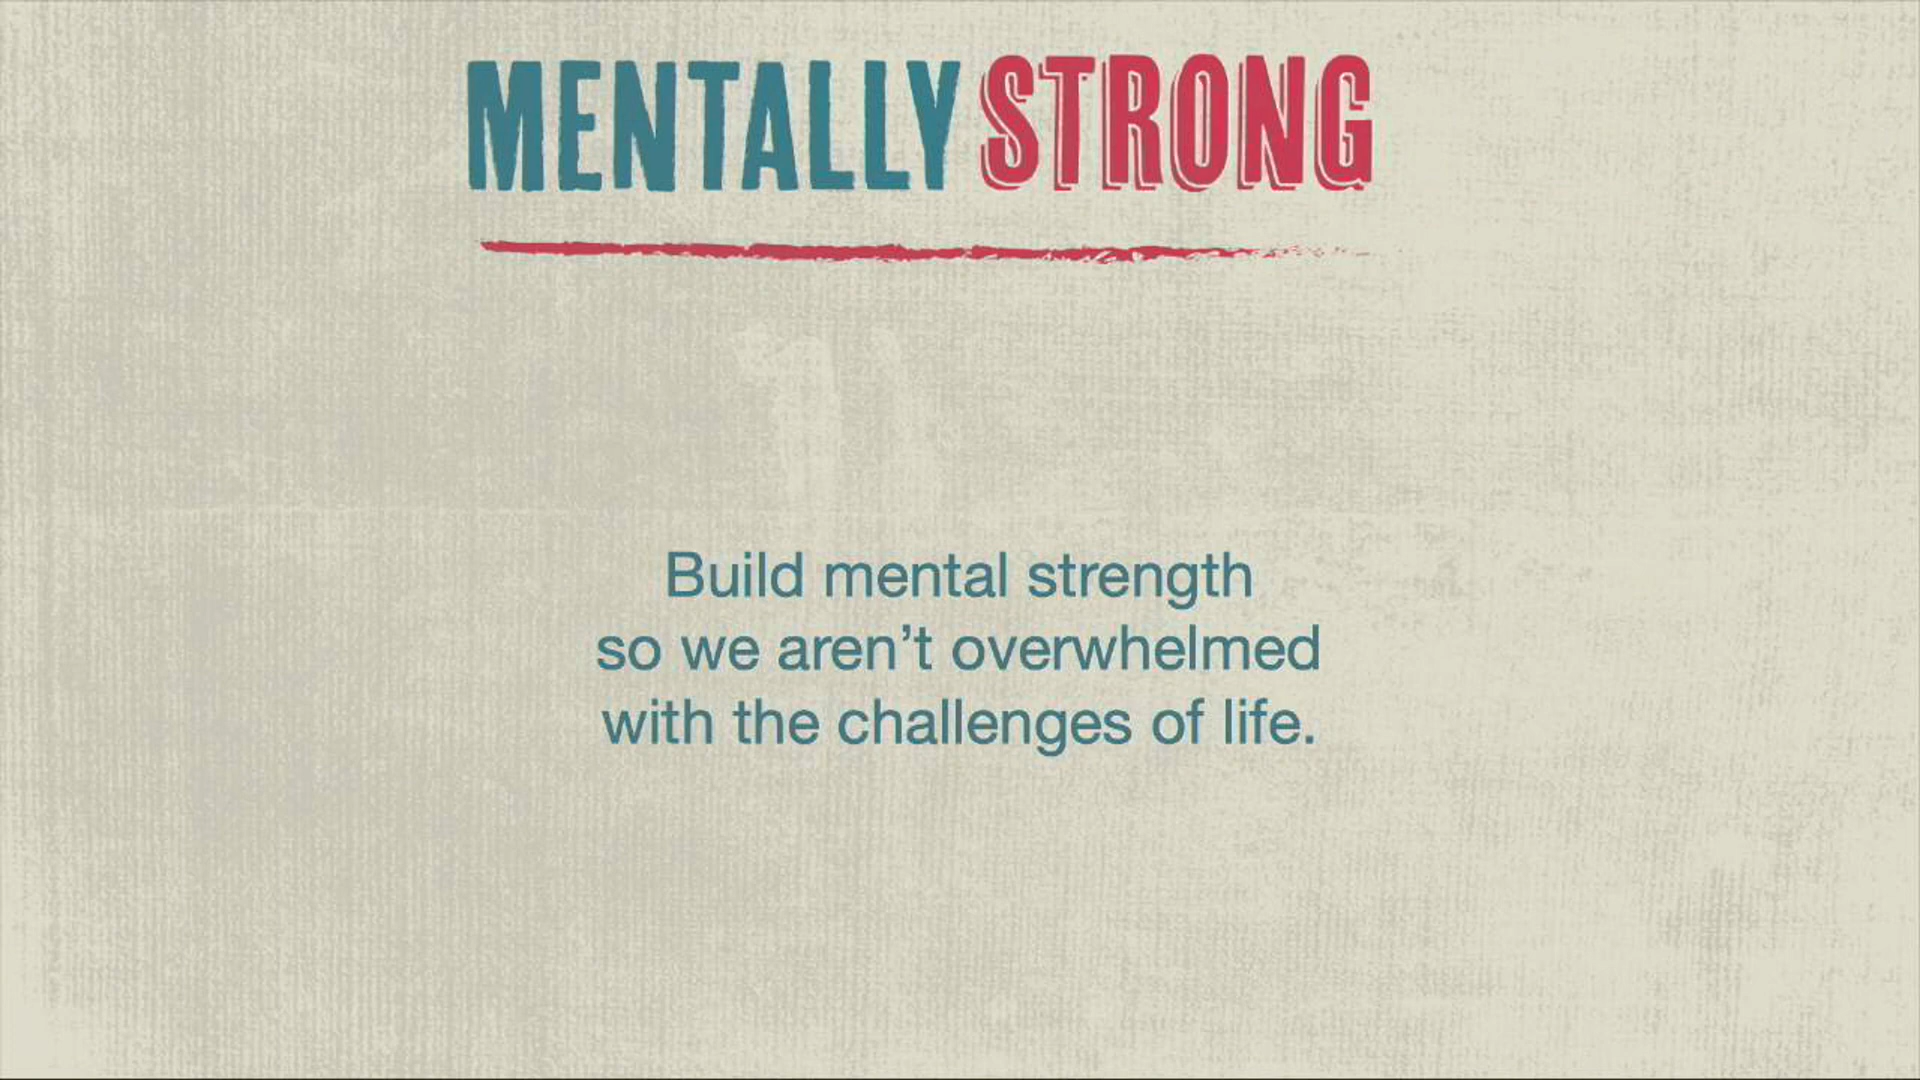 MENTALLY STRONG
Build mental strength
so we aren’t overwhelmed
with the challenges of life.